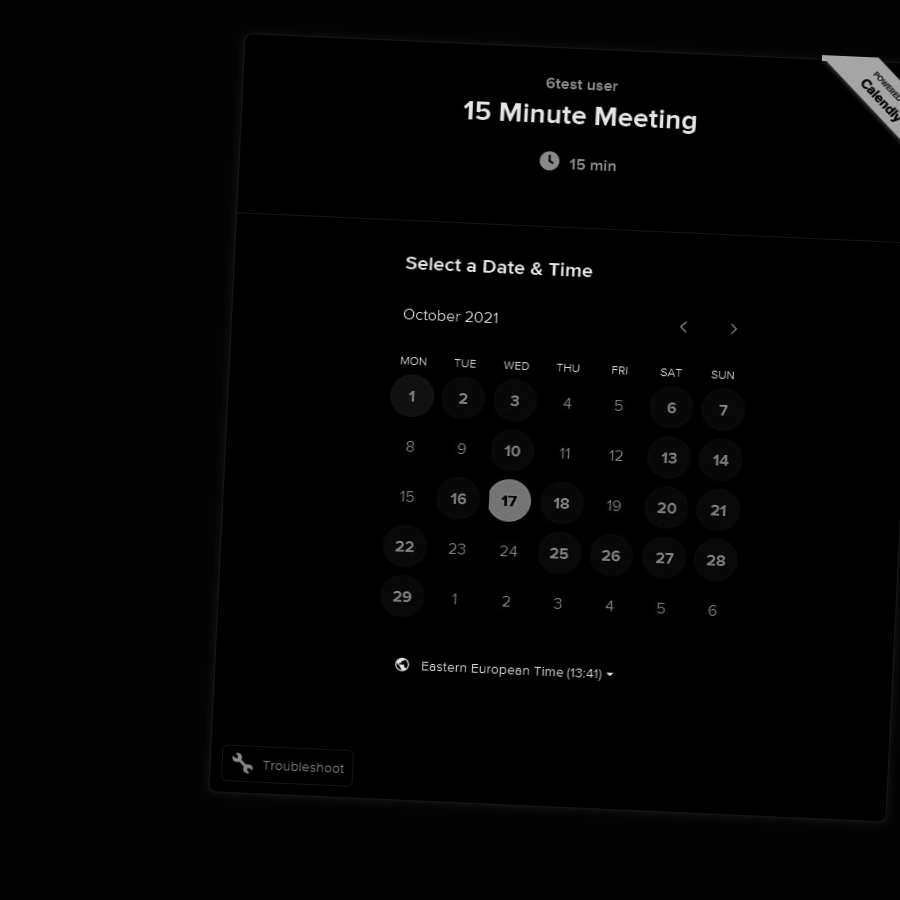 6test user
15 Minute Meeting
15 min
POWERED
Calendly
Select a Date & Time
October 2021
MON TUE WED THU FRI SAT SUN
1 2 3 4 5 6 7
8 9 10 11 12 13 14
15 16 17 18 19 20 21
22 23 24 25 26 27 28
29 1 2 3 4 5 6
Eastern European Time (13:41)
Troubleshoot